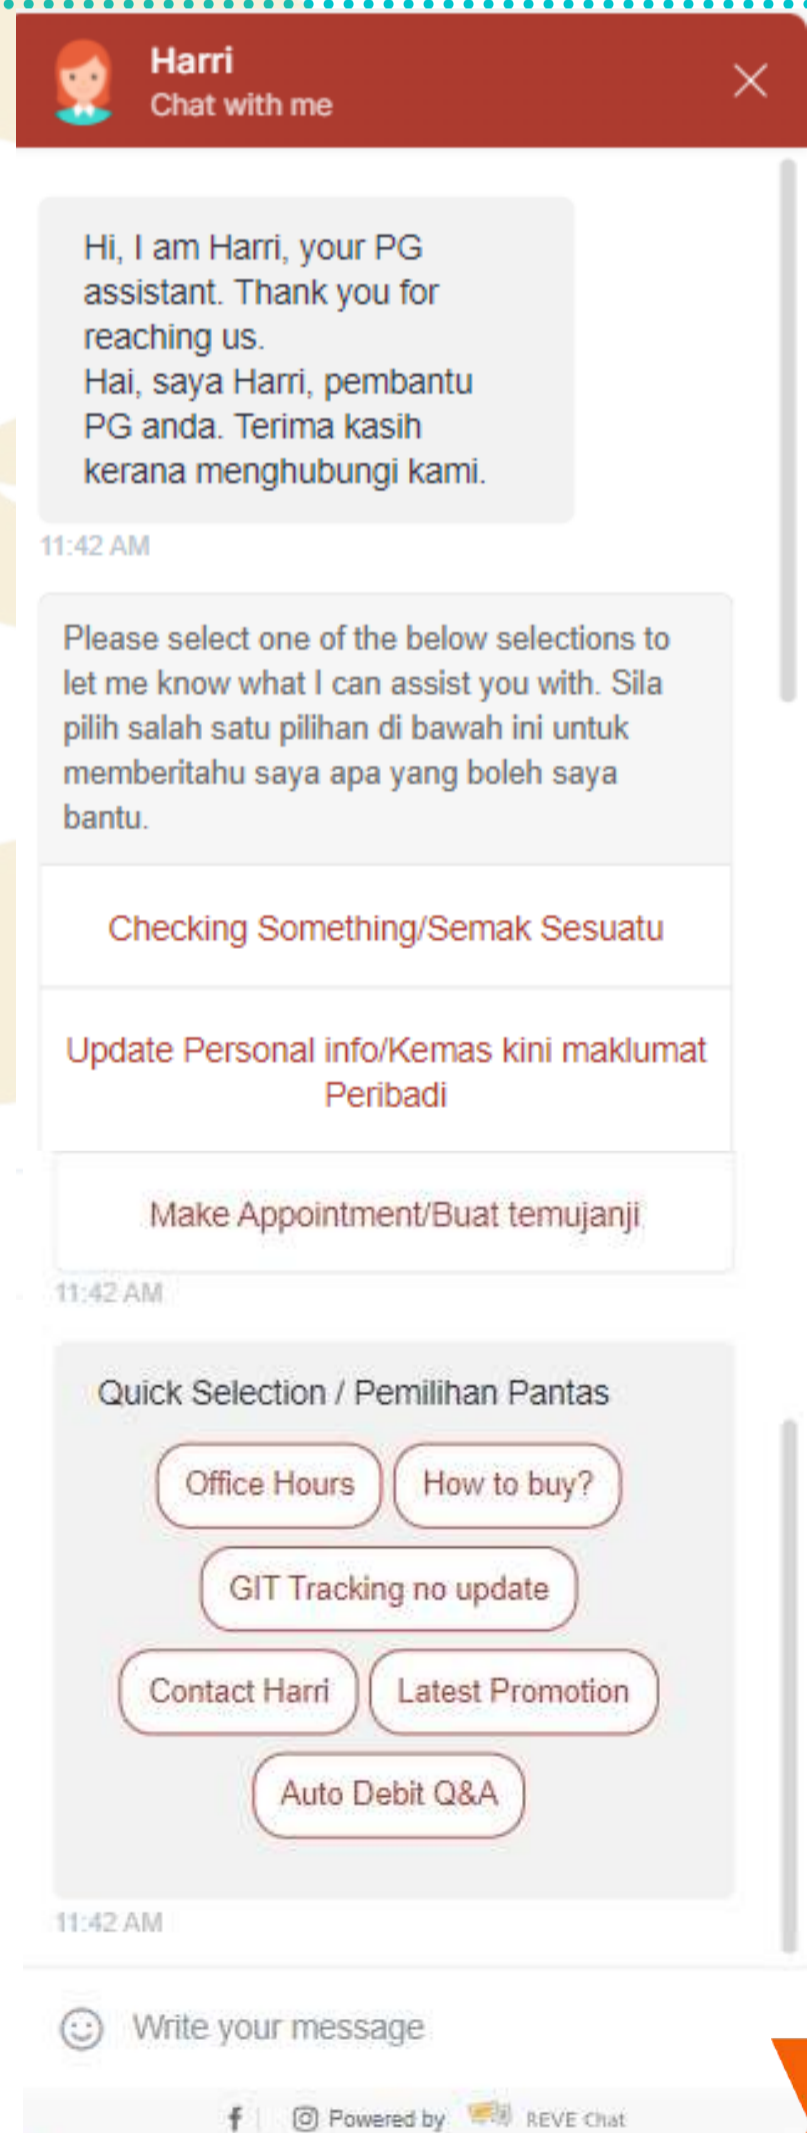 Harri
Chat with me
Hi, I am Harri, your PG
assistant. Thank you for
reaching us.
Hai, saya Harri, pembantu
PG anda. Terima kasih
kerana menghubungi kami.
11:42 AM
Please select one of the below selections to
let me know what I can assist you with. Sila
pilih salah satu pilihan di bawah ini untuk
memberitahu saya apa yang boleh saya
bantu.
Checking Something/Semak Sesuatu
Update Personal info/Kemas kini maklumat
Peribadi
Make Appointment/Buat temujanji
11:42 AM
Quick Selection / Pemilihan Pantas
Office Hours
How to buy?
GIT Tracking no update
Contact Harri
Latest Promotion
Auto Debit Q&A
11:42 AM
Write your message
Powered by REVE Chat